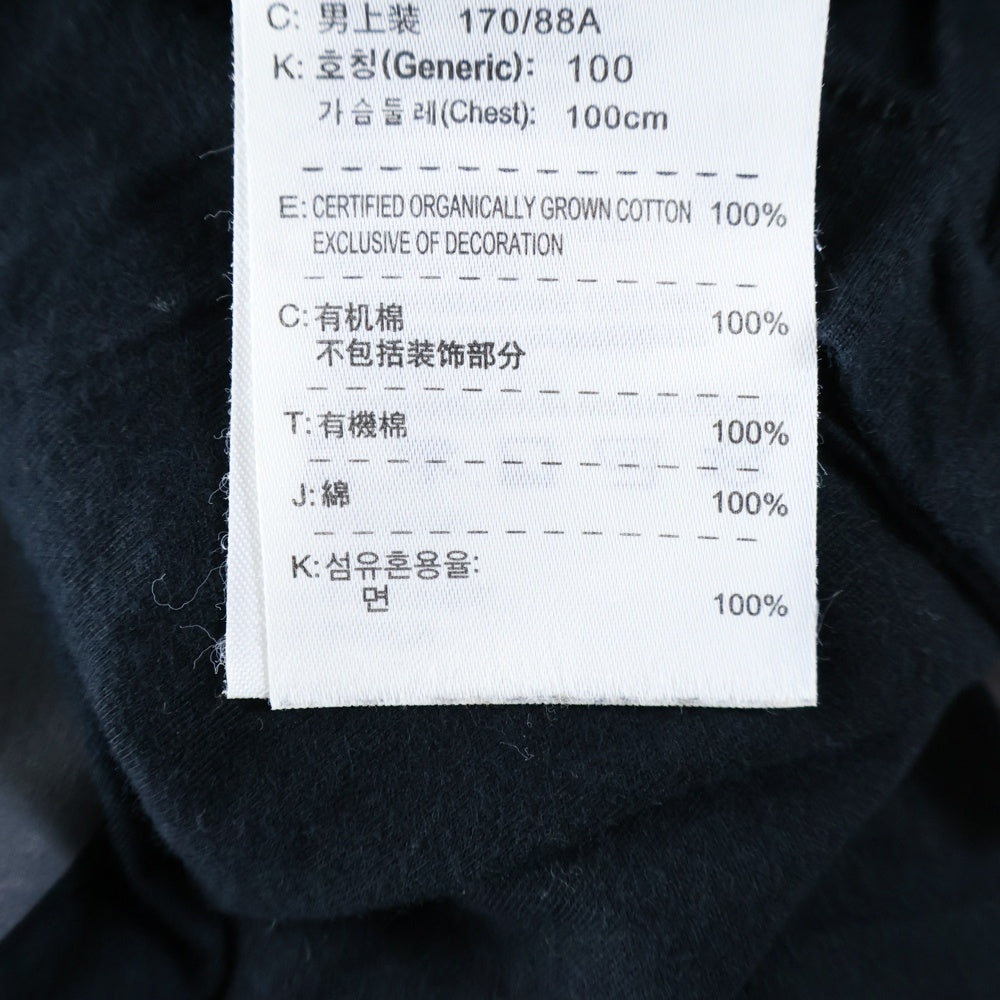 C: 男上装 170/88A
K: 호칭(Generic): 100
가슴둘레(Chest): 100cm
E: CERTIFIED ORGANICALLY GROWN COTTON 100%
EXCLUSIVE OF DECORATION
C: 有机棉 100%
不包括装饰部分
T: 有機棉 100%
J: 綿 100%
K: 섬유혼용율:
면 100%